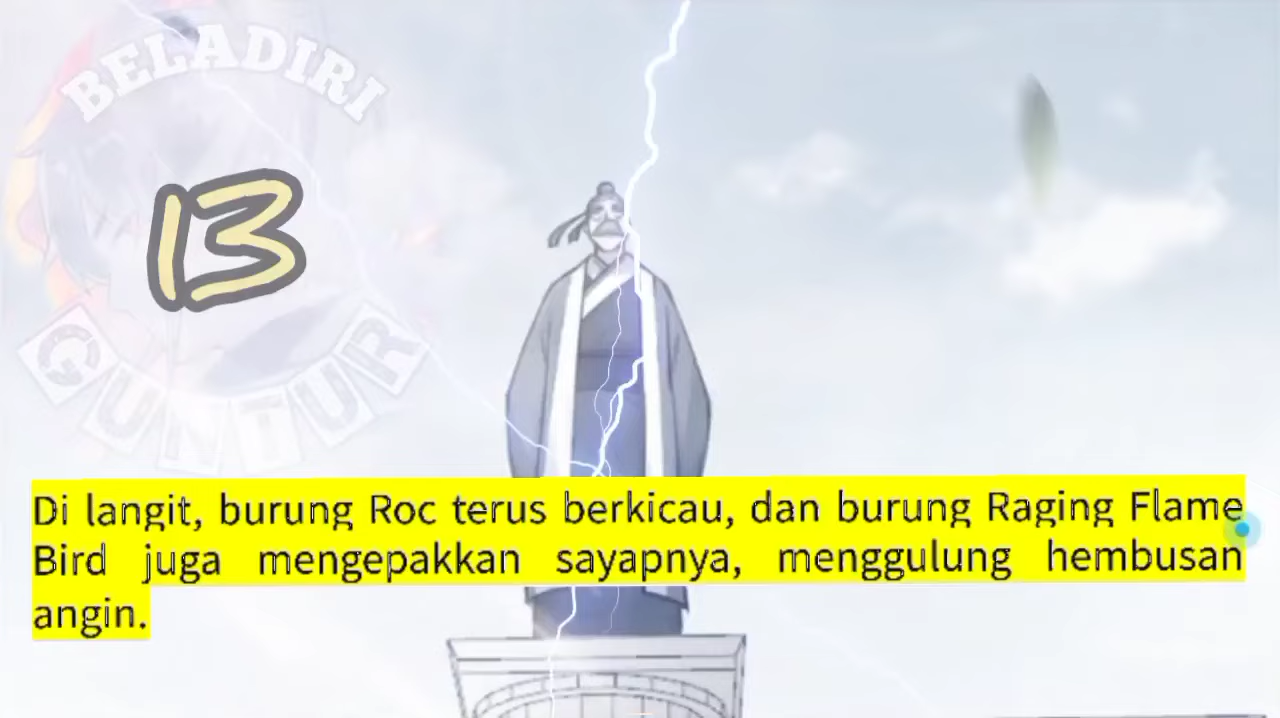 BELADIRI
13
GUNTUR
Di langit, burung Roc terus berkicau, dan burung Raging Flame
Bird juga mengepakkan sayapnya, menggulung hembusan
angin.